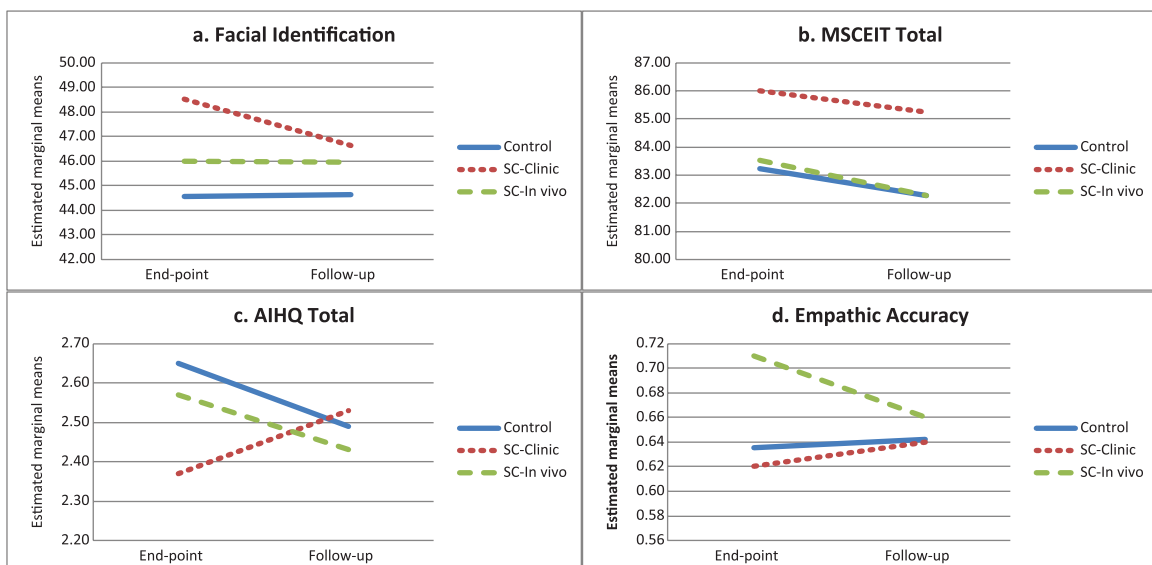 a. Facial Identification
50.00
49.00
48.00
47.00
46.00
45.00
44.00
43.00
42.00
Estimated marginal means
End-point
Follow-up
Control
SC-Clinic
SC-In vivo
b. MSCEIT Total
87.00
86.00
85.00
84.00
83.00
82.00
81.00
80.00
Estimated marginal means
End-point
Follow-up
Control
SC-Clinic
SC-In vivo
c. AIHQ Total
2.70
2.60
2.50
2.40
2.30
2.20
Estimated marginal means
End-point
Follow-up
Control
SC-Clinic
SC-In vivo
d. Empathic Accuracy
0.72
0.70
0.68
0.66
0.64
0.62
0.60
0.58
0.56
Estimated marginal means
End-point
Follow-up
Control
SC-Clinic
SC-In vivo